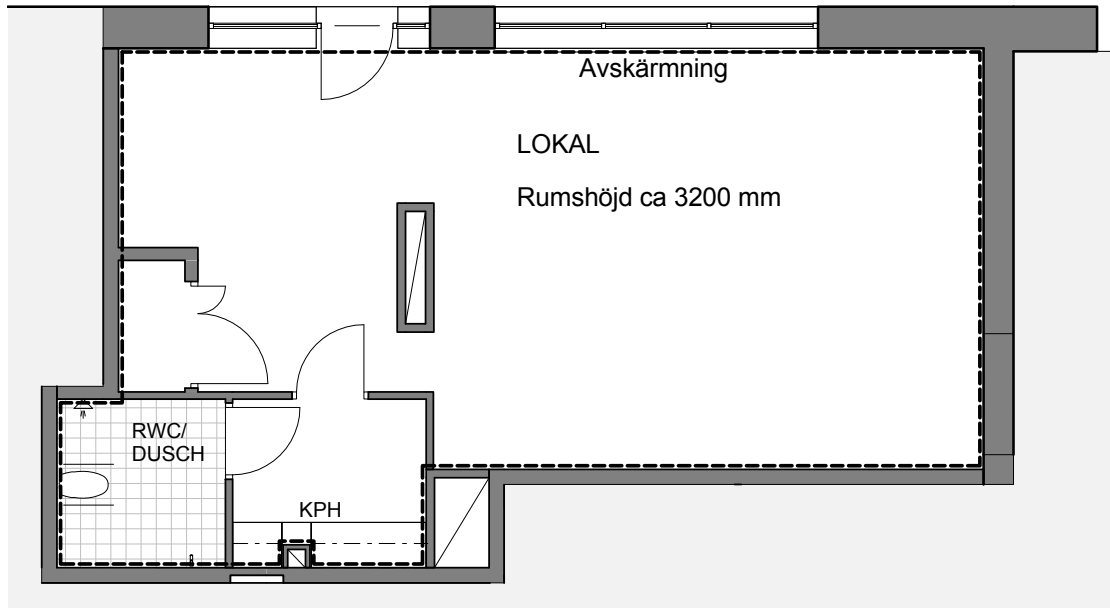 Avskärmning
LOKAL
Rumshöjd ca 3200 mm
RWC/
DUSCH
KPH